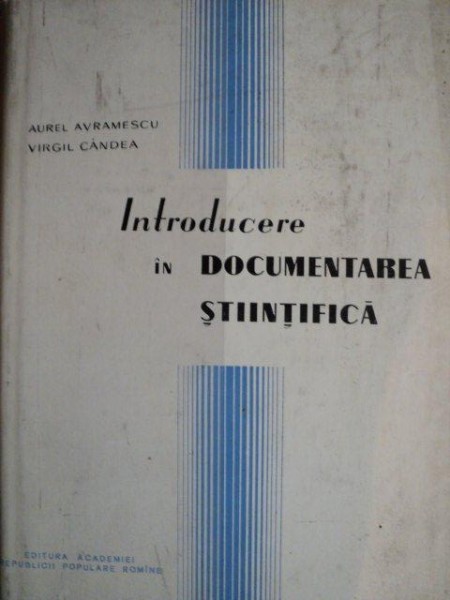 AUREL AVRAMESCU
VIRGIL CÂNDEA
Introducere
ÎN DOCUMENTAREA
ȘTIINȚIFICĂ
EDITURA ACADEMIEI
REPUBLICII POPULARE ROMÎNE